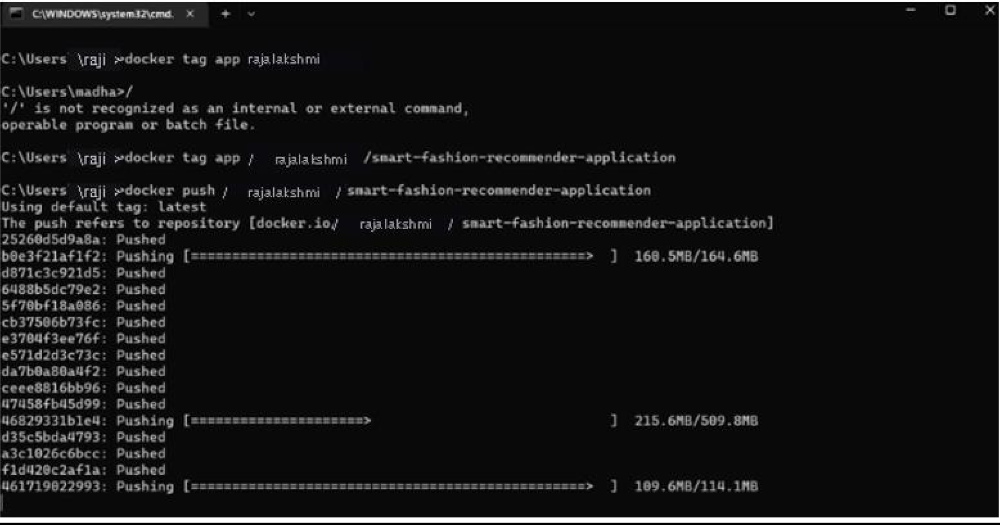 C:\WINDOWS\system32\cmd.
C:\Users \raji >docker tag app rajalakshmi
C:\Users\madha>/
'/' is not recognized as an internal or external command,
operable program or batch file.
C:\Users \raji >docker tag app / rajalakshmi /smart-fashion-recommender-application
C:\Users \raji >docker push / rajalakshmi / smart-fashion-recommender-application
Using default tag: latest
The push refers to repository [docker.io/ rajalakshmi / smart-fashion-recommender-application]
25260d5d9a8a: Pushed
b0e3f21af1f2: Pushing [================================================> ] 160.5MB/164.6MB
d871c3c921d5: Pushed
6488b5dc79e2: Pushed
5f70bf18a086: Pushed
cb37506b73fc: Pushed
e3704f3ee76f: Pushed
e571d2d3c73c: Pushed
da7b0a80a4f2: Pushed
ceee8816bb96: Pushed
47458fb45d99: Pushed
46829331b1e4: Pushing [=====================> ] 215.6MB/509.8MB
d35c5bda4793: Pushed
a3c1026c6bcc: Pushed
f1d420c2af1a: Pushed
461719022993: Pushing [================================================> ] 109.6MB/114.1MB